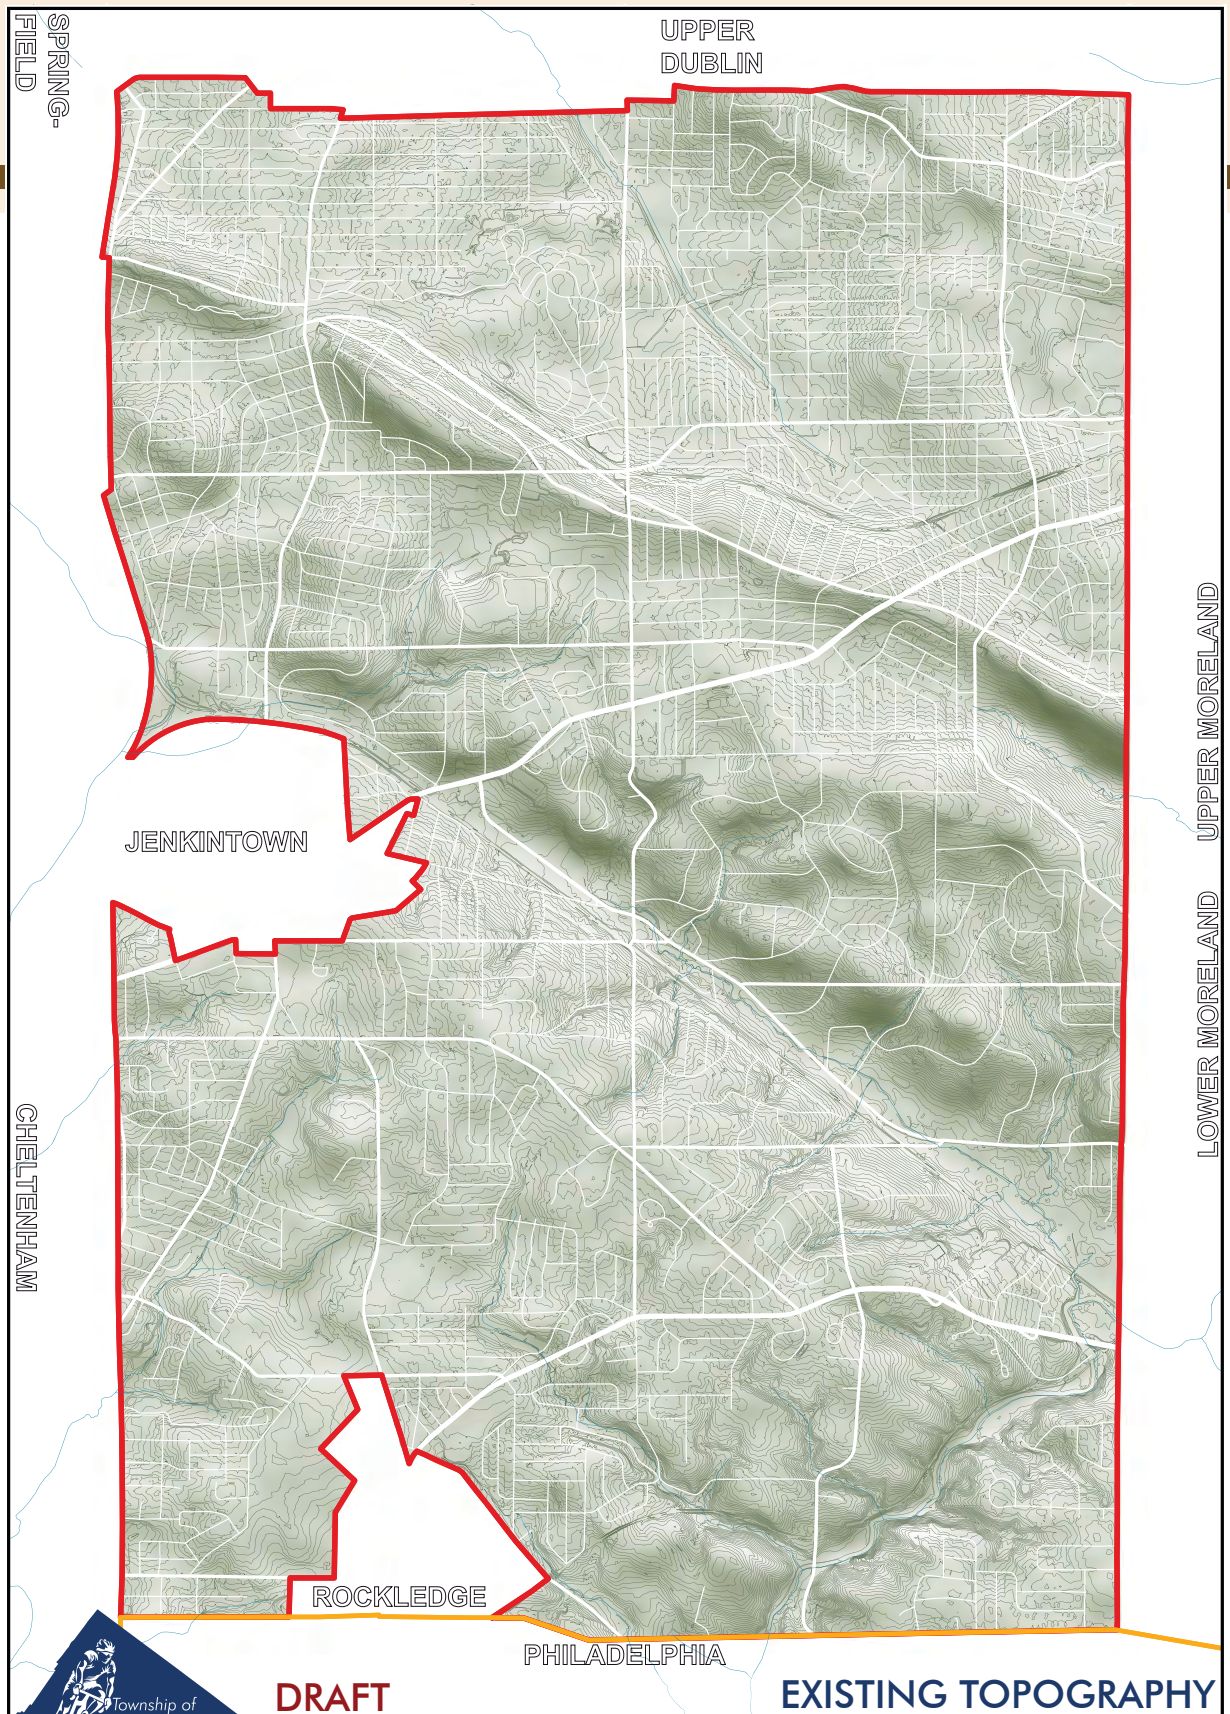 SPRING-
FIELD
UPPER
DUBLIN
UPPER MORELAND
JENKINTOWN
LOWER MORELAND
CHELTENHAM
ROCKLEDGE
PHILADELPHIA
Township of
DRAFT
EXISTING TOPOGRAPHY